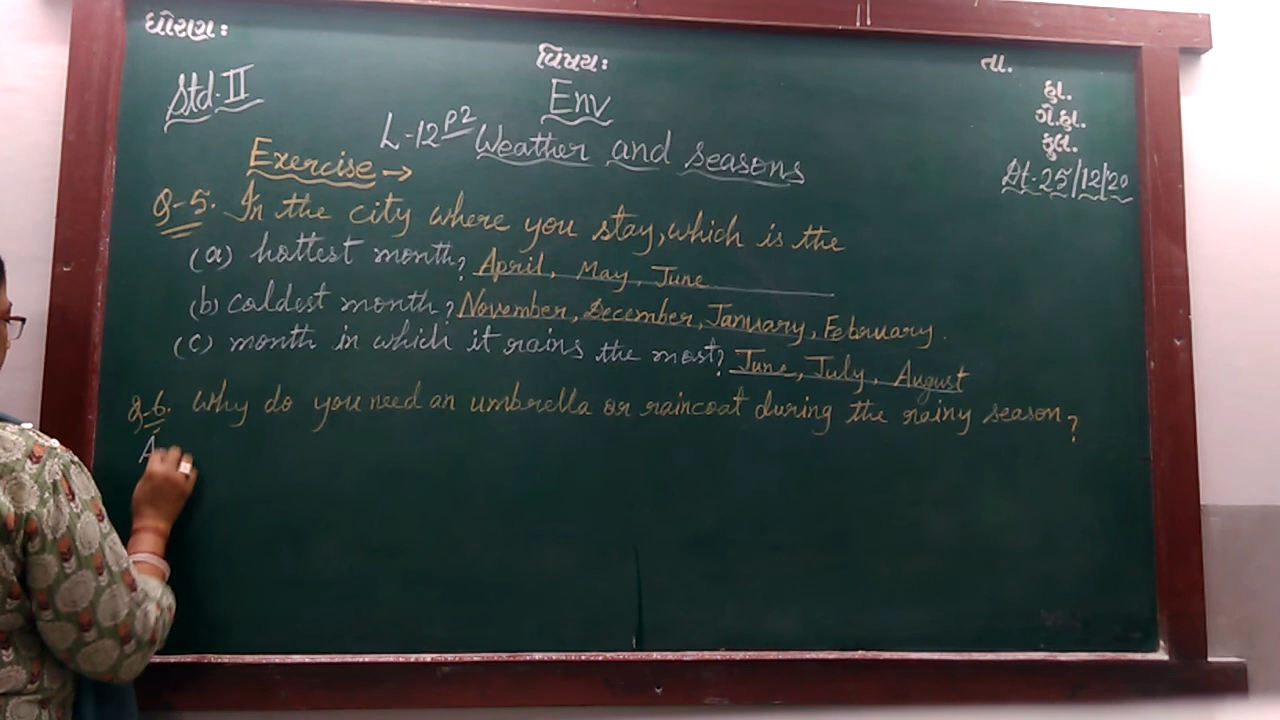 ધોરણ:
વિષય:
તા.
Std. II
Env
હા.
ગે.હા.
કુલ.
L-12 P2 Weather and seasons
Dt-25/12/20
Exercise →
Q-5. In the city where you stay, which is the
(a) hottest month? April, May, June
(b) coldest month? November, December, January, February.
(c) month in which it rains the most? June, July, August
Q-6. Why do you need an umbrella or raincoat during the rainy season?
A